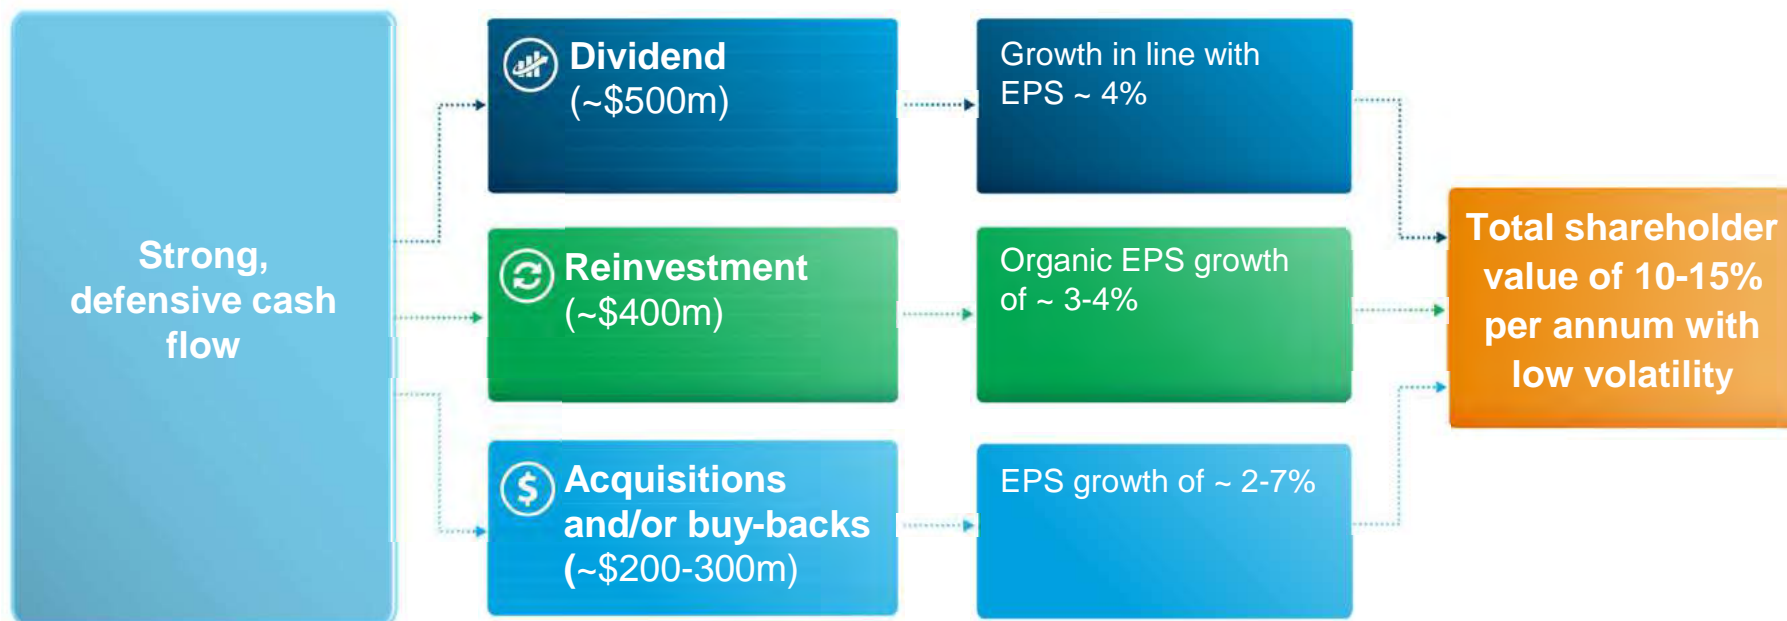 Strong,
defensive cash
flow
Dividend
(~$500m)
Growth in line with
EPS ~ 4%
Reinvestment
(~$400m)
Organic EPS growth
of ~ 3-4%
$ Acquisitions
and/or buy-backs
(~$200-300m)
EPS growth of ~ 2-7%
Total shareholder
value of 10-15%
per annum with
low volatility